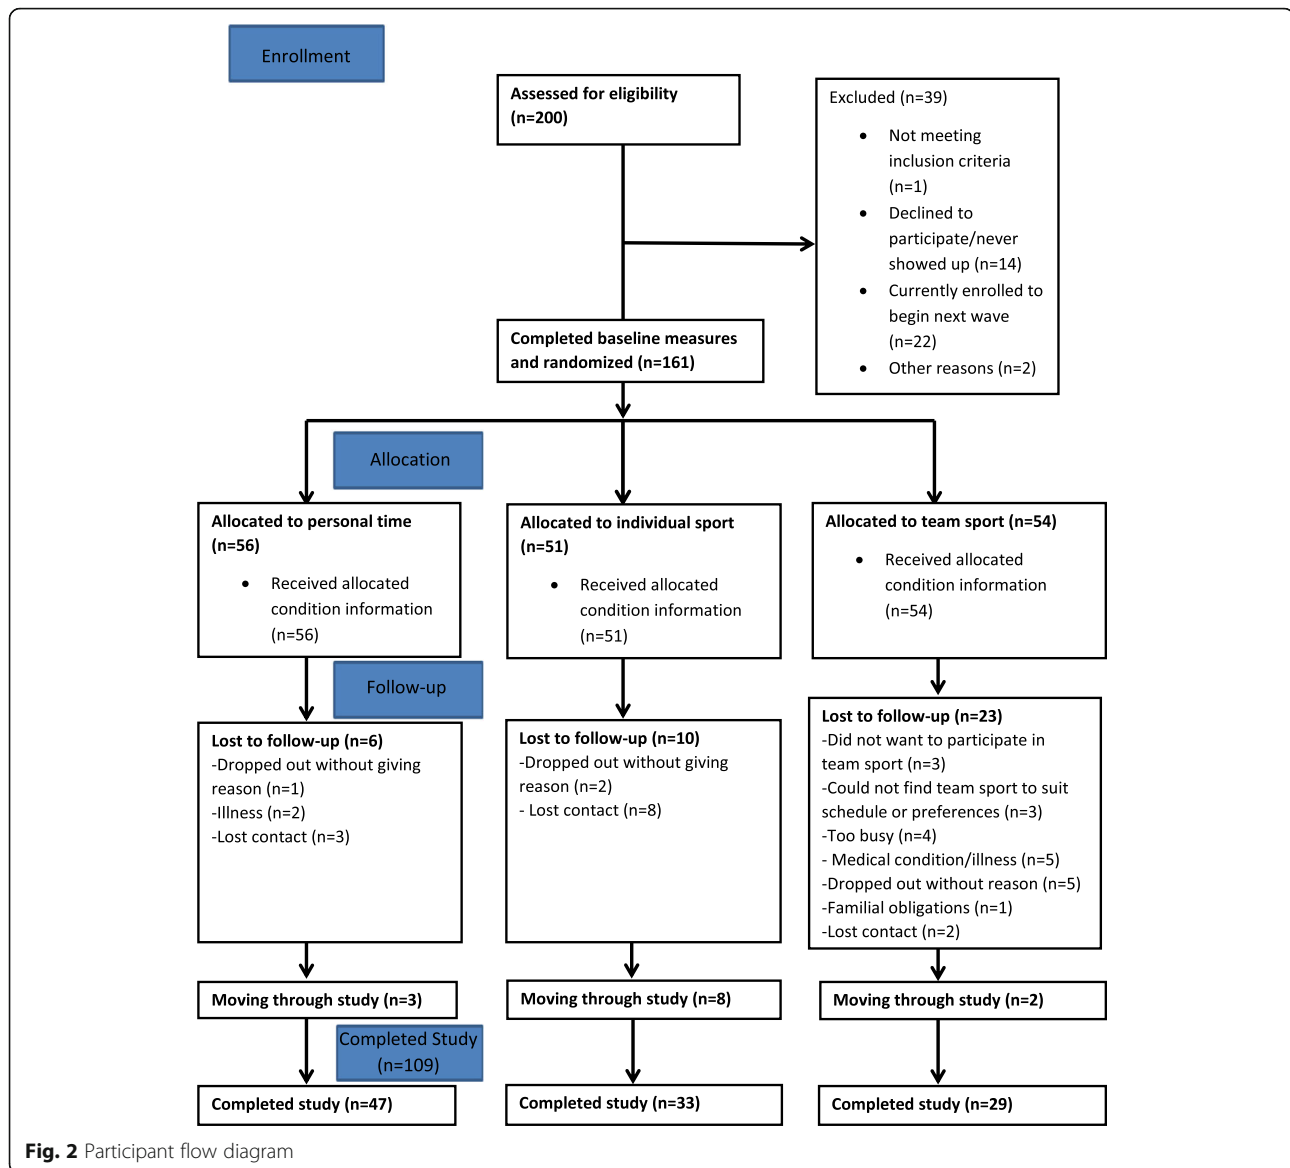 Enrollment
Assessed for eligibility
(n=200)
Excluded (n=39)
• Not meeting
inclusion criteria
(n=1)
• Declined to
participate/never
showed up (n=14)
• Currently enrolled to
begin next wave
(n=22)
• Other reasons (n=2)
Completed baseline measures
and randomized (n=161)
Allocation
Allocated to personal time
(n=56)
• Received allocated
condition information
(n=56)
Allocated to individual sport
(n=51)
• Received allocated
condition information
(n=51)
Allocated to team sport (n=54)
• Received allocated
condition information
(n=54)
Follow-up
Lost to follow-up (n=6)
-Dropped out without giving
reason (n=1)
-Illness (n=2)
-Lost contact (n=3)
Lost to follow-up (n=10)
-Dropped out without giving
reason (n=2)
- Lost contact (n=8)
Lost to follow-up (n=23)
-Did not want to participate in
team sport (n=3)
-Could not find team sport to suit
schedule or preferences (n=3)
-Too busy (n=4)
- Medical condition/illness (n=5)
-Dropped out without reason (n=5)
-Familial obligations (n=1)
-Lost contact (n=2)
Moving through study (n=3)
Moving through study (n=8)
Moving through study (n=2)
Completed Study
(n=109)
Completed study (n=47)
Completed study (n=33)
Completed study (n=29)
Fig. 2 Participant flow diagram